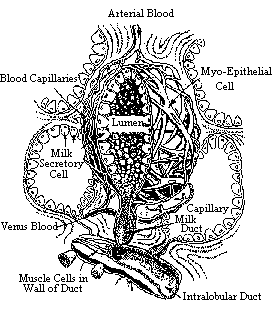 Arterial Blood
Blood Capillaries
Myo-Epithelial
Cell
Lumen
Milk
Secretory
Cell
Capillary
Milk
Duct
Venus Blood
Muscle Cells in
Wall of Duct
Intralobular Duct